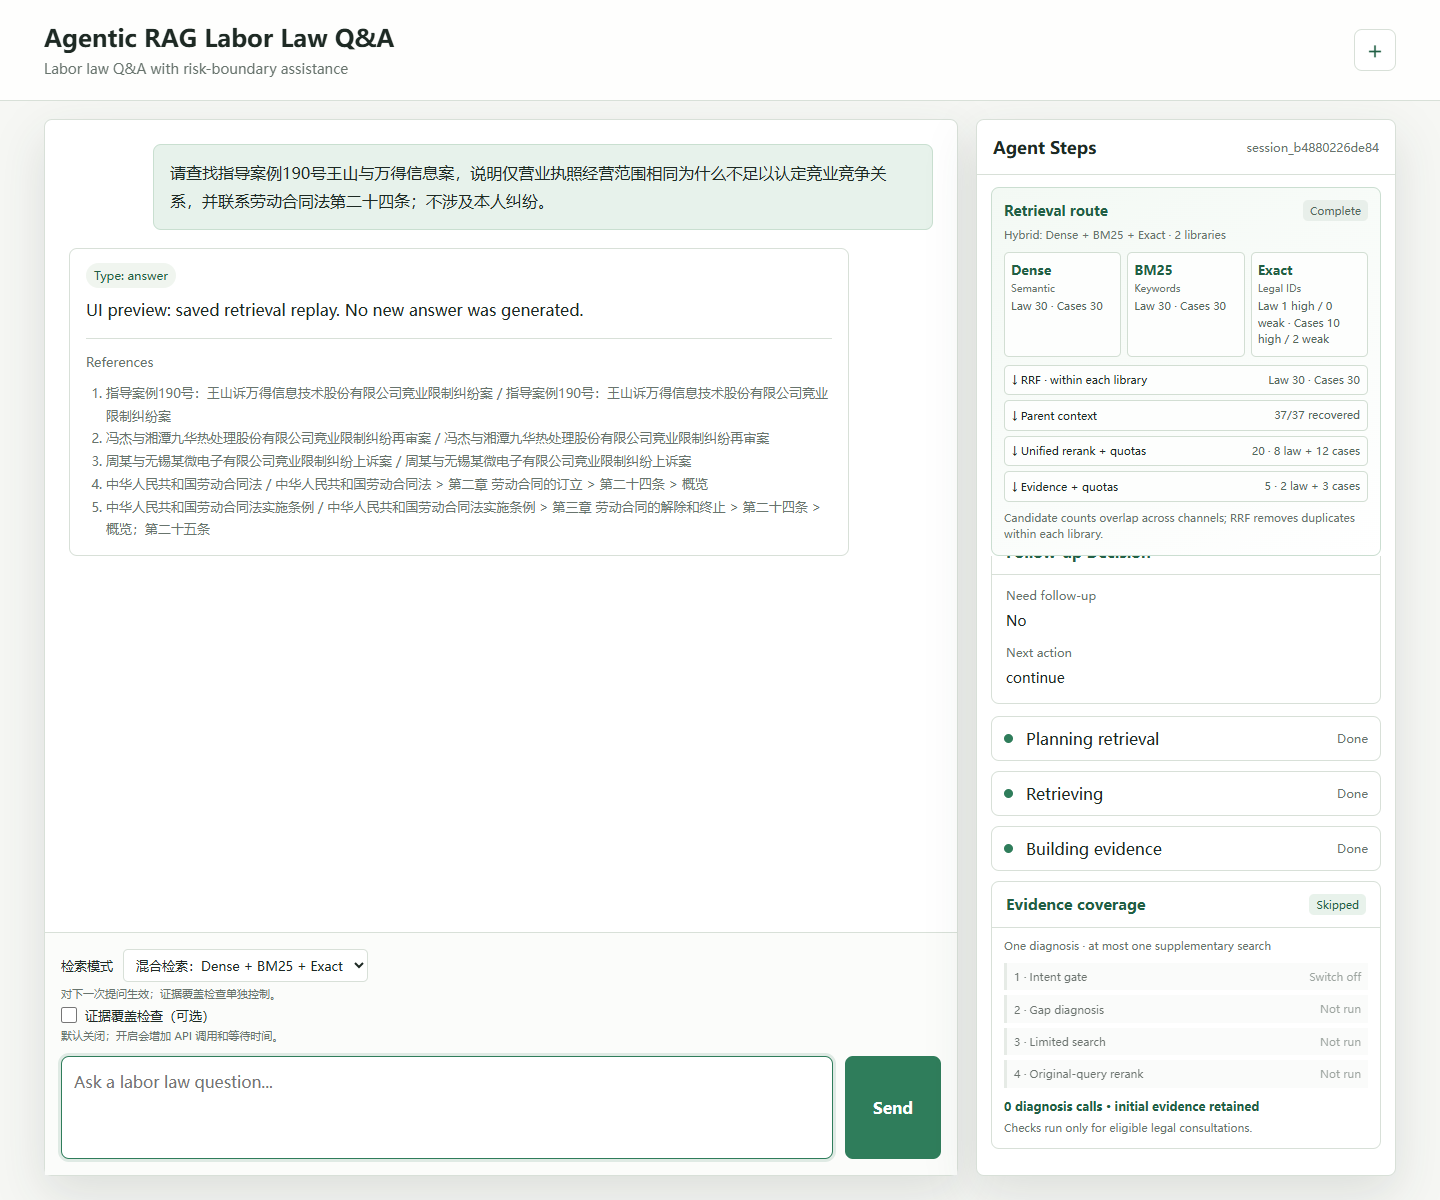 Agentic RAG Labor Law Q&A
Labor law Q&A with risk-boundary assistance
+
请查找指导案例190号王山与万得信息案，说明仅营业执照经营范围相同为什么不足以认定竞业竞争关
系，并联系劳动合同法第二十四条；不涉及本人纠纷。
Type: answer
UI preview: saved retrieval replay. No new answer was generated.
References
1. 指导案例190号：王山诉万得信息技术股份有限公司竞业限制纠纷案 / 指导案例190号：王山诉万得信息技术股份有限公司竞业
限制纠纷案
2. 冯杰与湘潭九华热处理股份有限公司竞业限制纠纷再审案 / 冯杰与湘潭九华热处理股份有限公司竞业限制纠纷再审案
3. 周某与无锡某微电子有限公司竞业限制纠纷上诉案 / 周某与无锡某微电子有限公司竞业限制纠纷上诉案
4. 中华人民共和国劳动合同法 / 中华人民共和国劳动合同法 > 第二章 劳动合同的订立 > 第二十四条 > 概览
5. 中华人民共和国劳动合同法实施条例 / 中华人民共和国劳动合同法实施条例 > 第三章 劳动合同的解除和终止 > 第二十四条 >
概览；第二十五条
检索模式 混合检索：Dense + BM25 + Exact
对下一次提问生效；证据覆盖检查单独控制。
证据覆盖检查（可选）
默认关闭；开启会增加 API 调用和等待时间。
Ask a labor law question...
Send
Agent Steps
session_b4880226de84
Retrieval route
Complete
Hybrid: Dense + BM25 + Exact · 2 libraries
Dense
Semantic
Law 30 · Cases 30
BM25
Keywords
Law 30 · Cases 30
Exact
Legal IDs
Law 1 high / 0
weak · Cases 10
high / 2 weak
↓ RRF · within each library Law 30 · Cases 30
↓ Parent context 37/37 recovered
↓ Unified rerank + quotas 20 · 8 law + 12 cases
↓ Evidence + quotas 5 · 2 law + 3 cases
Candidate counts overlap across channels; RRF removes duplicates
within each library.
Follow-up Decision
Need follow-up
No
Next action
continue
Planning retrieval Done
Retrieving Done
Building evidence Done
Evidence coverage Skipped
One diagnosis · at most one supplementary search
1 · Intent gate Switch off
2 · Gap diagnosis Not run
3 · Limited search Not run
4 · Original-query rerank Not run
0 diagnosis calls • initial evidence retained
Checks run only for eligible legal consultations.